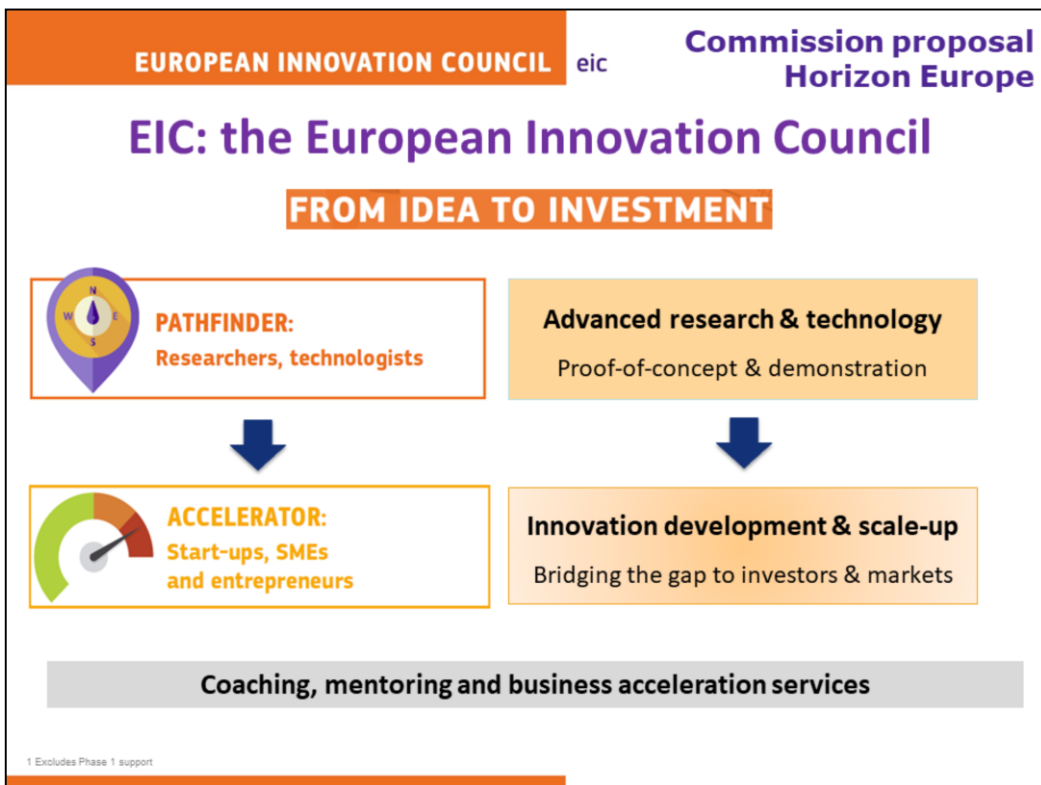 EUROPEAN INNOVATION COUNCIL eic
Commission proposal
Horizon Europe
EIC: the European Innovation Council
FROM IDEA TO INVESTMENT
N
W E
S
PATHFINDER:
Researchers, technologists
Advanced research & technology
Proof-of-concept & demonstration
ACCELERATOR:
Start-ups, SMEs
and entrepreneurs
Innovation development & scale-up
Bridging the gap to investors & markets
Coaching, mentoring and business acceleration services
1 Excludes Phase 1 support